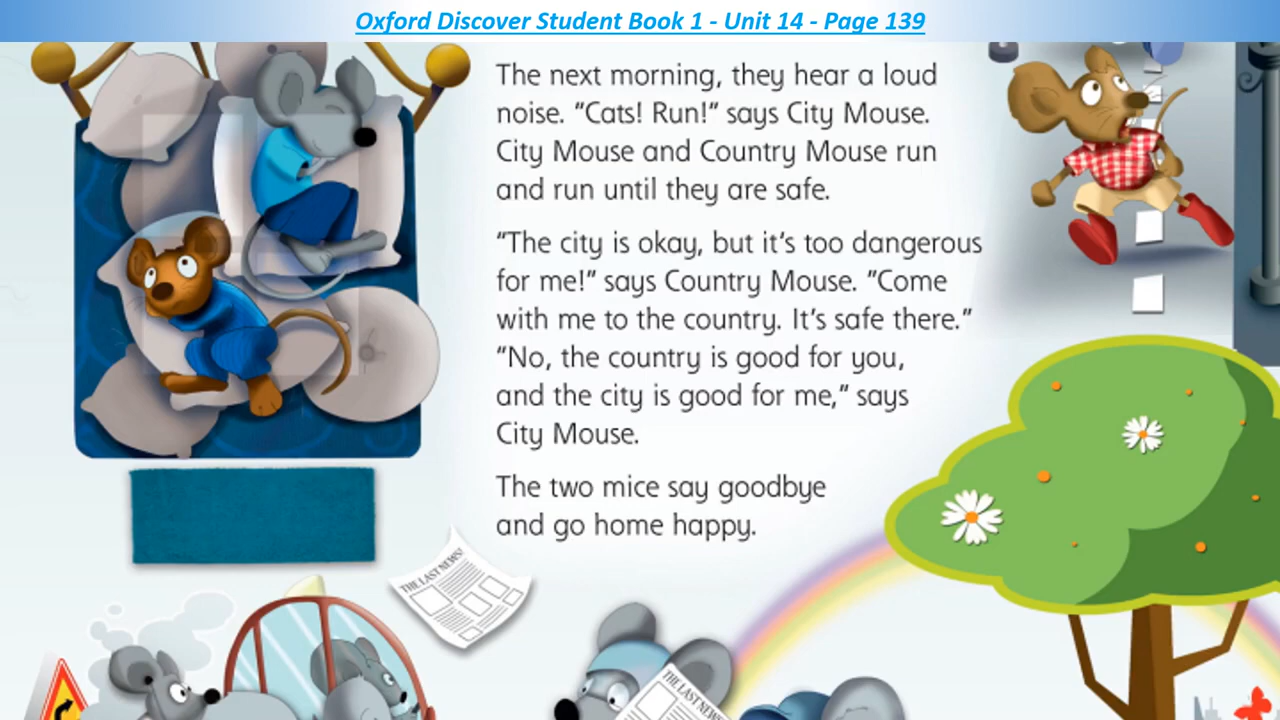 Oxford Discover Student Book 1 - Unit 14 - Page 139
The next morning, they hear a loud
noise. "Cats! Run!" says City Mouse.
City Mouse and Country Mouse run
and run until they are safe.
"The city is okay, but it's too dangerous
for me!" says Country Mouse. "Come
with me to the country. It's safe there."
"No, the country is good for you,
and the city is good for me," says
City Mouse.
The two mice say goodbye
and go home happy.
THE LAST NEWS!
THE LAST NEWS!